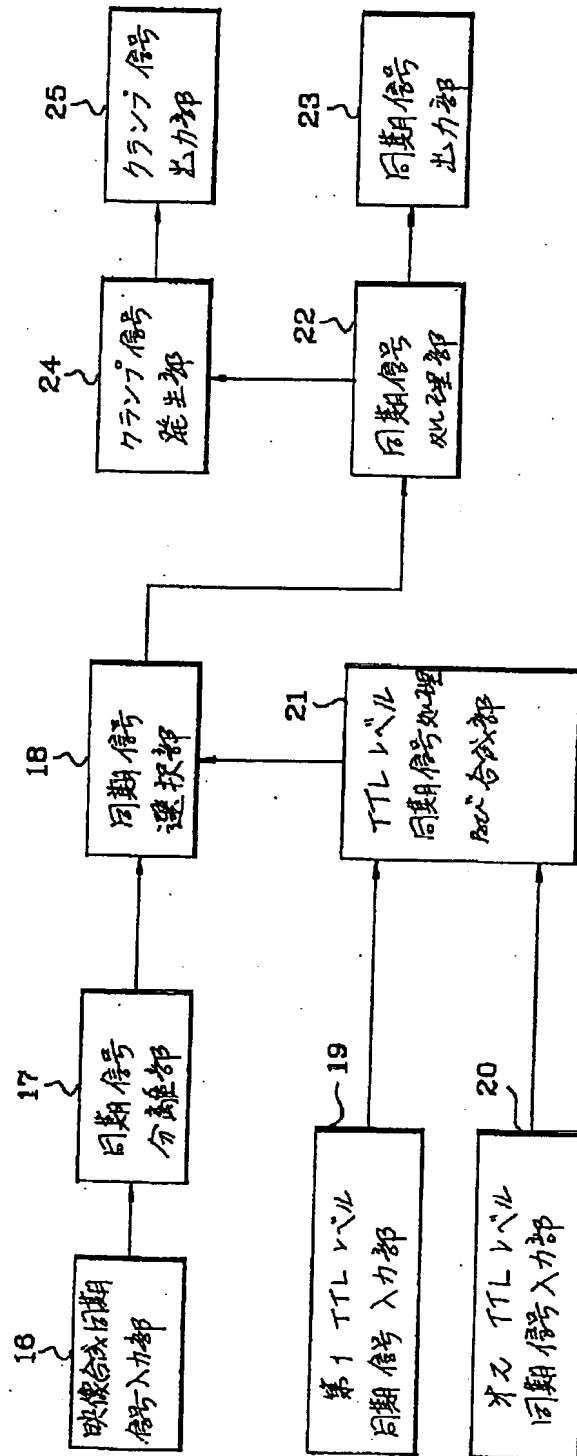 16
映像合成同期
信号入力部
17
同期信号
分離部
18
同期信号
選択部
19
第1 TTLレベル
同期信号入力部
20
オ2 TTLレベル
同期信号入力部
21
TTLレベル
同期信号処理
及び合成部
22
同期信号
処理部
23
同期信号
出力部
24
クランプ信号
発生部
25
クランプ信号
出力部